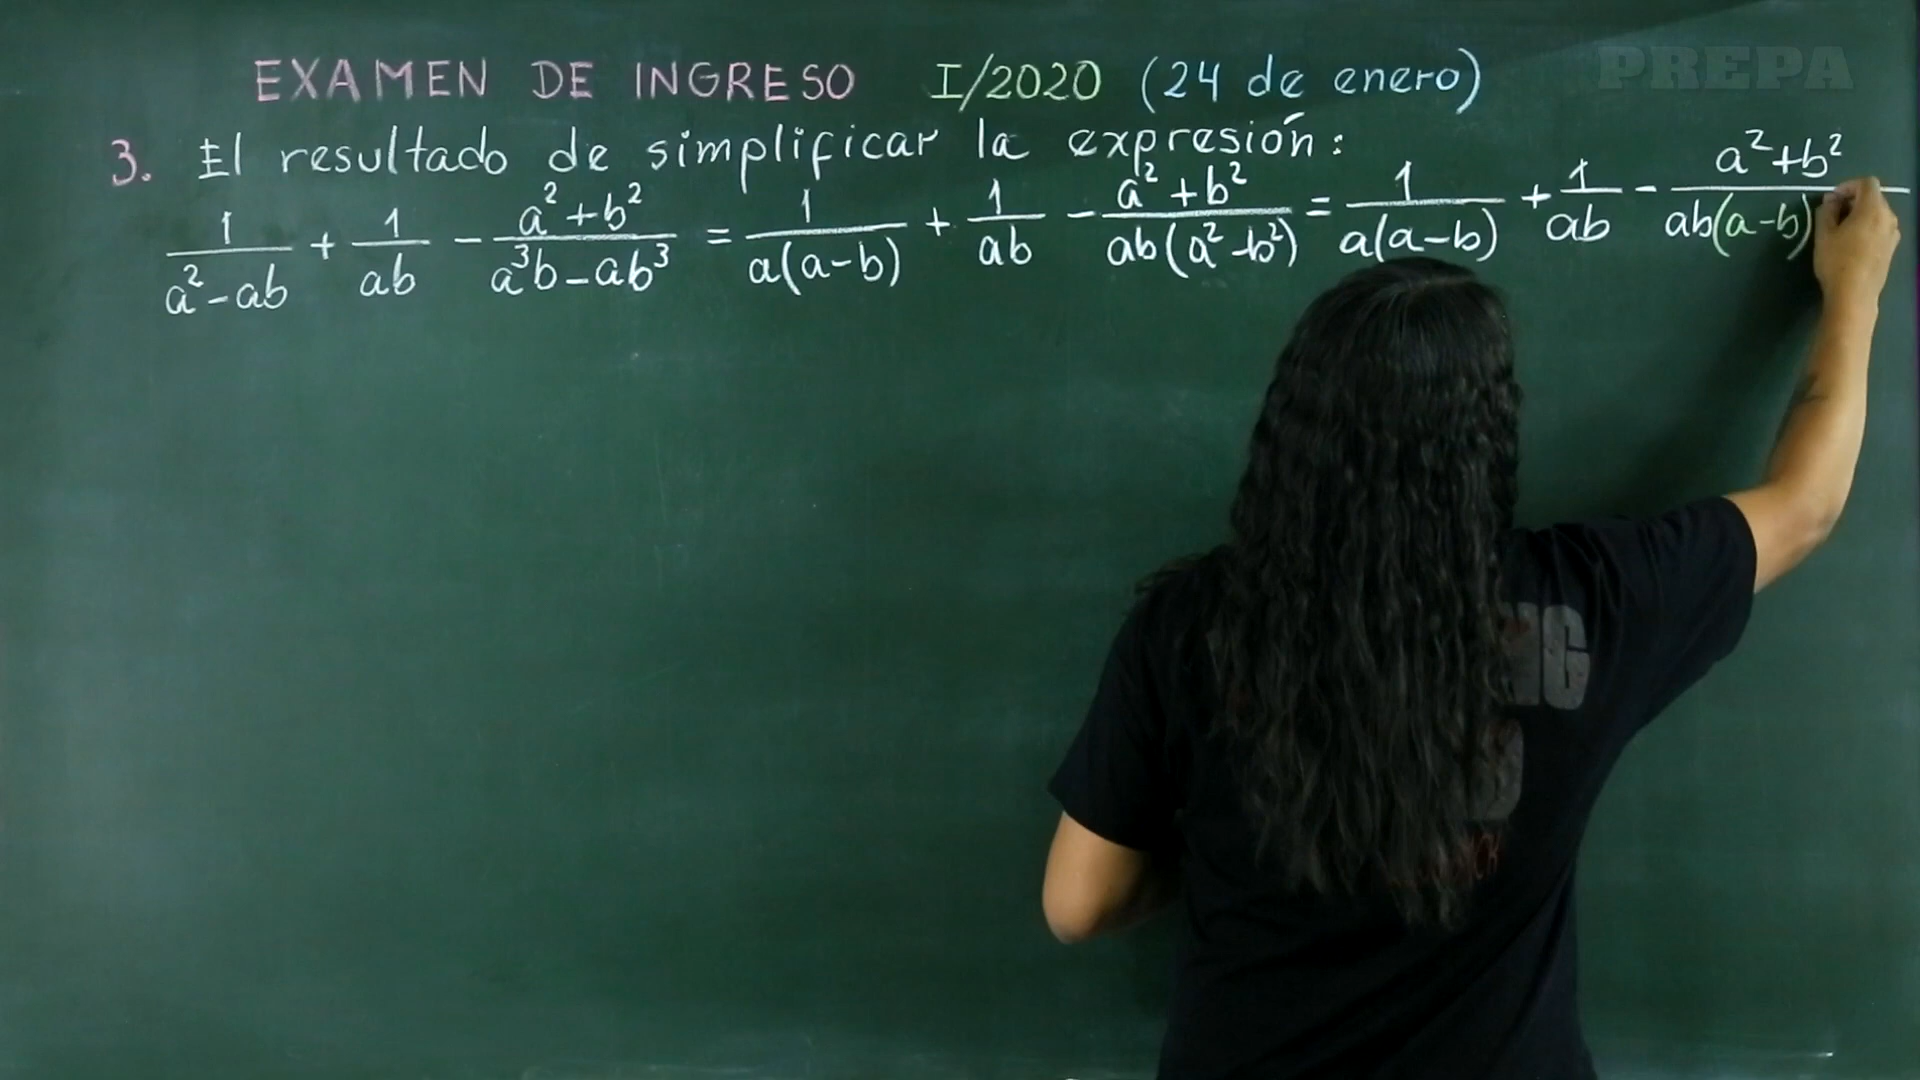 PREPA
EXAMEN DE INGRESO I/2020 (24 de enero)
3. El resultado de simplificar la expresión:
1/(a²-ab) + 1/ab - (a²+b²)/(a³b-ab³) = 1/(a(a-b)) + 1/ab - (a²+b²)/(ab(a²-b²)) = 1/(a(a-b)) + 1/ab - (a²+b²)/(ab(a-b)